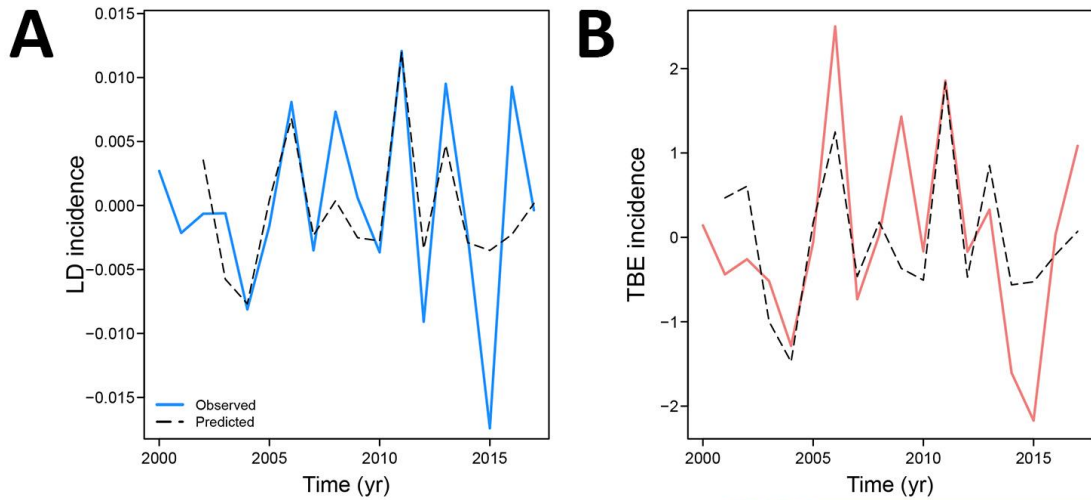 A
0.015
0.010
0.005
0.000
−0.005
−0.010
−0.015
LD incidence
Observed
Predicted
2000
2005
2010
2015
Time (yr)
B
2
1
0
−1
−2
TBE incidence
2000
2005
2010
2015
Time (yr)